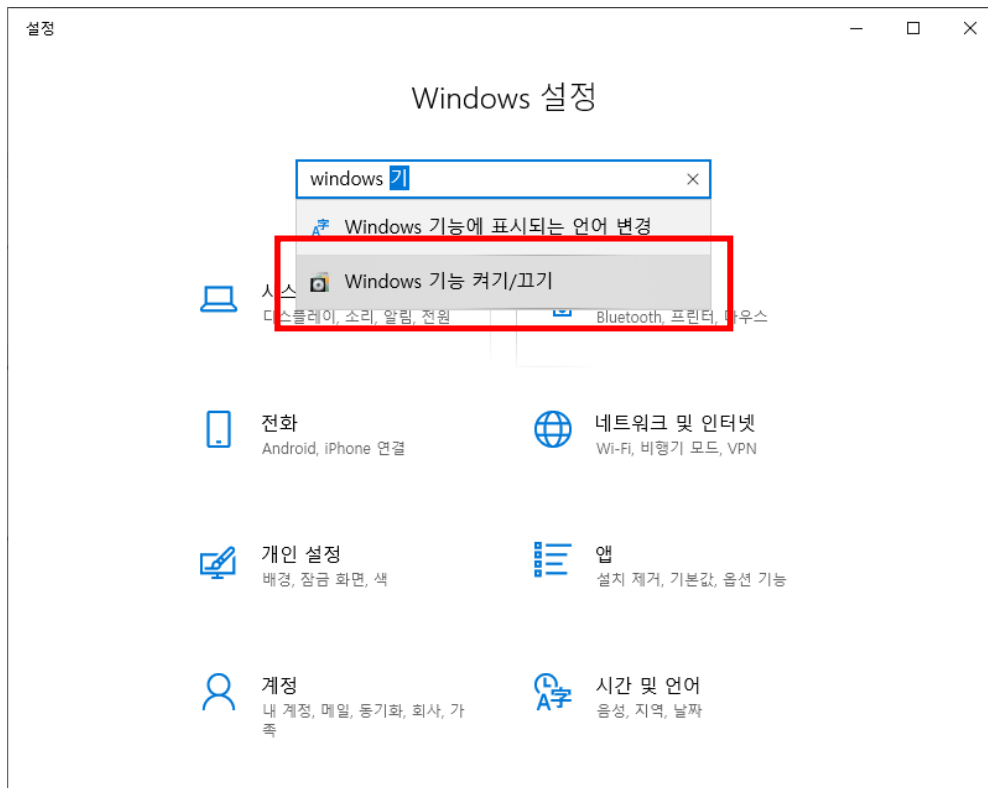 설정
Windows 설정
windows 기
Windows 기능에 표시되는 언어 변경
Windows 기능 켜기/끄기
디스플레이, 소리, 알림, 전원
Bluetooth, 프린터, 마우스
전화
Android, iPhone 연결
네트워크 및 인터넷
Wi-Fi, 비행기 모드, VPN
개인 설정
배경, 잠금 화면, 색
앱
설치 제거, 기본값, 옵션 기능
계정
내 계정, 메일, 동기화, 회사, 가
족
시간 및 언어
음성, 지역, 날짜